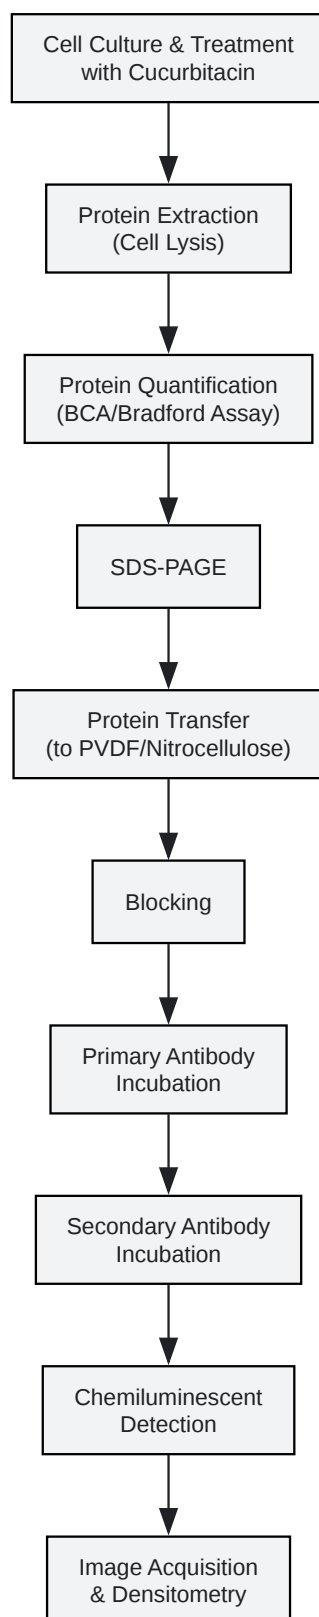 Cell Culture & Treatment
with Cucurbitacin
Protein Extraction
(Cell Lysis)
Protein Quantification
(BCA/Bradford Assay)
SDS-PAGE
Protein Transfer
(to PVDF/Nitrocellulose)
Blocking
Primary Antibody
Incubation
Secondary Antibody
Incubation
Chemiluminescent
Detection
Image Acquisition
& Densitometry